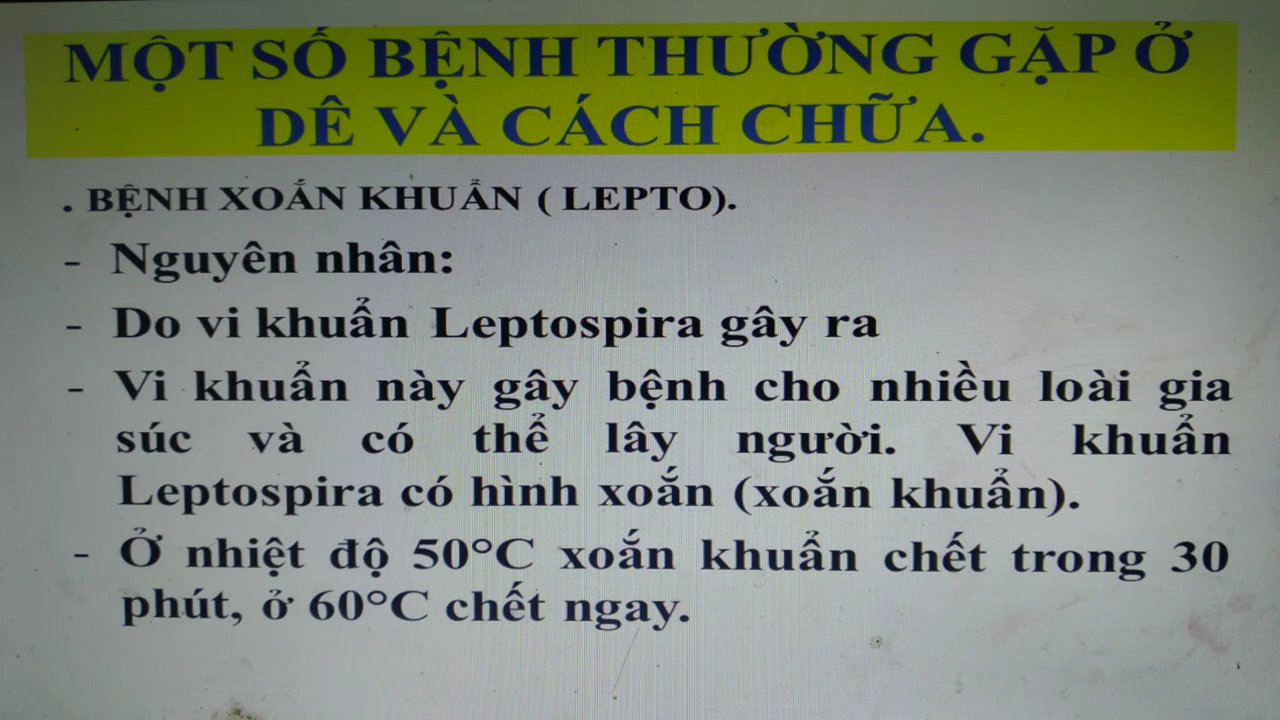 MỘT SỐ BỆNH THƯỜNG GẶP Ở
DÊ VÀ CÁCH CHỮA.
. BỆNH XOẮN KHUẨN ( LEPTO).
- Nguyên nhân:
- Do vi khuẩn Leptospira gây ra
- Vi khuẩn này gây bệnh cho nhiều loài gia
súc và có thể lây người. Vi khuẩn
Leptospira có hình xoắn (xoắn khuẩn).
- Ở nhiệt độ 50°C xoắn khuẩn chết trong 30
phút, ở 60°C chết ngay.